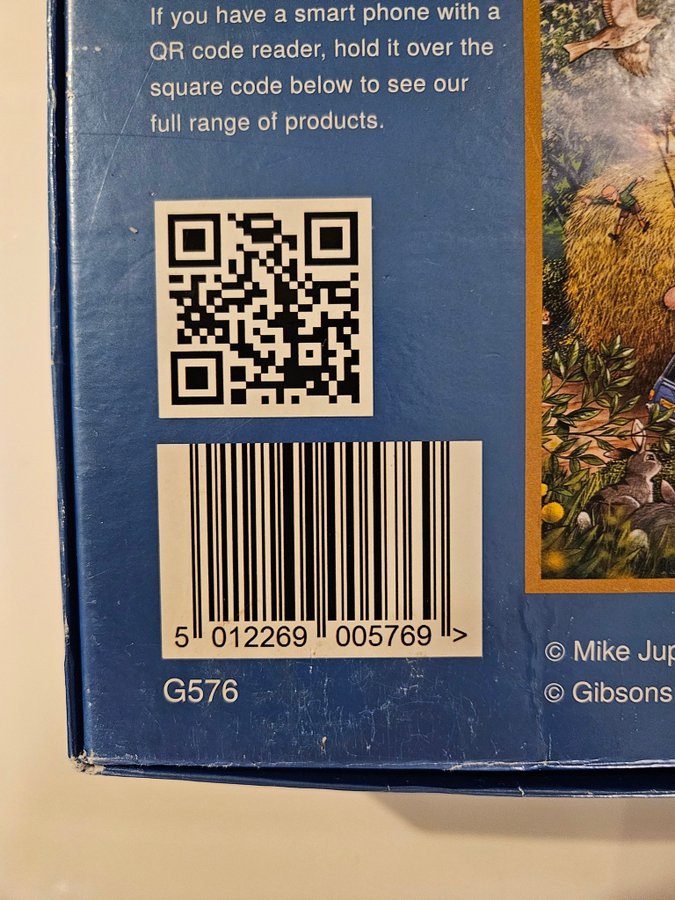 If you have a smart phone with a
QR code reader, hold it over the
square code below to see our
full range of products.
5 012269 005769 >
G576
© Mike Jup
© Gibsons